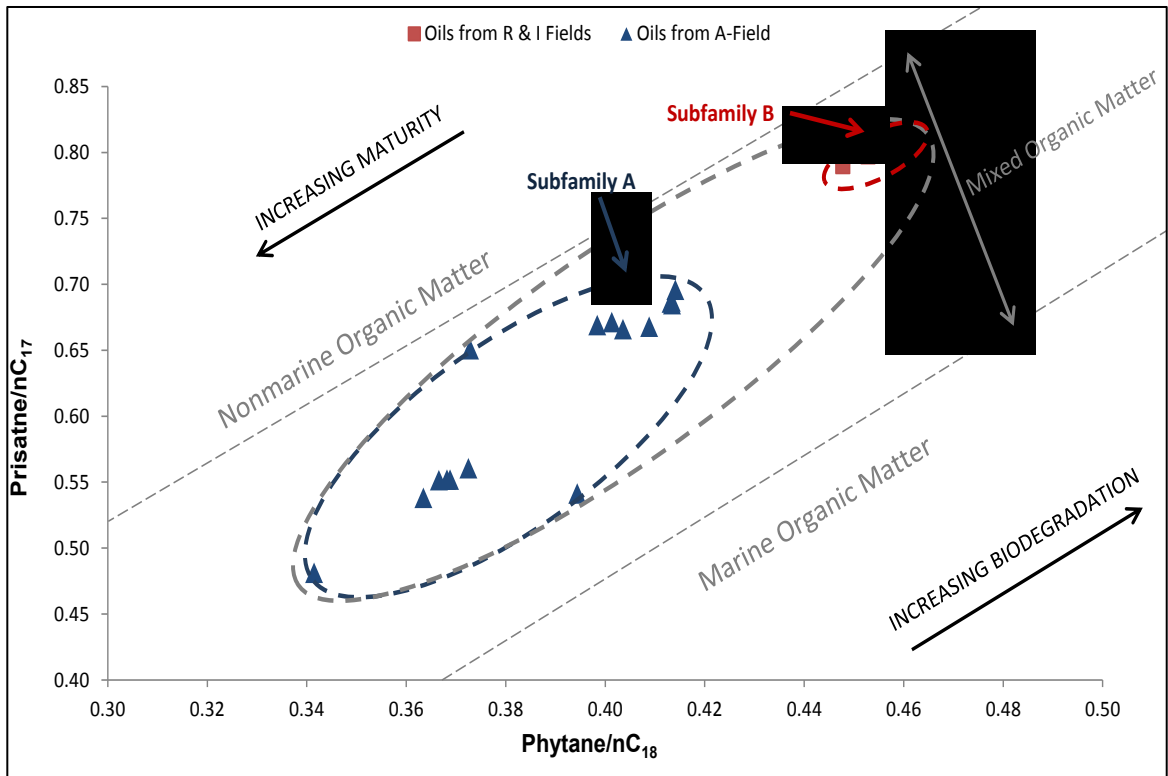 Oils from R & I Fields
Oils from A-Field
0.85
0.80
0.75
0.70
0.65
0.60
0.55
0.50
0.45
0.40
Prisatne/nC17
INCREASING MATURITY
Subfamily B
Subfamily A
Mixed Organic Matter
Nonmarine Organic Matter
Marine Organic Matter
INCREASING BIODEGRADATION
0.30
0.32
0.34
0.36
0.38
0.40
0.42
0.44
0.46
0.48
0.50
Phytane/nC18